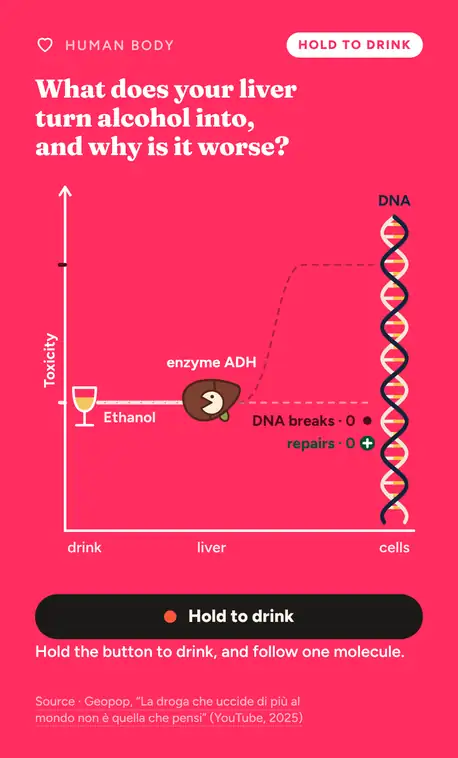 HUMAN BODY
HOLD TO DRINK
What does your liver
turn alcohol into,
and why is it worse?
DNA
Toxicity
enzyme ADH
Ethanol
DNA breaks · 0
repairs · 0
drink
liver
cells
Hold to drink
Hold the button to drink, and follow one molecule.
Source · Geopop, “La droga che uccide di più al
mondo non è quella che pensi” (YouTube, 2025)